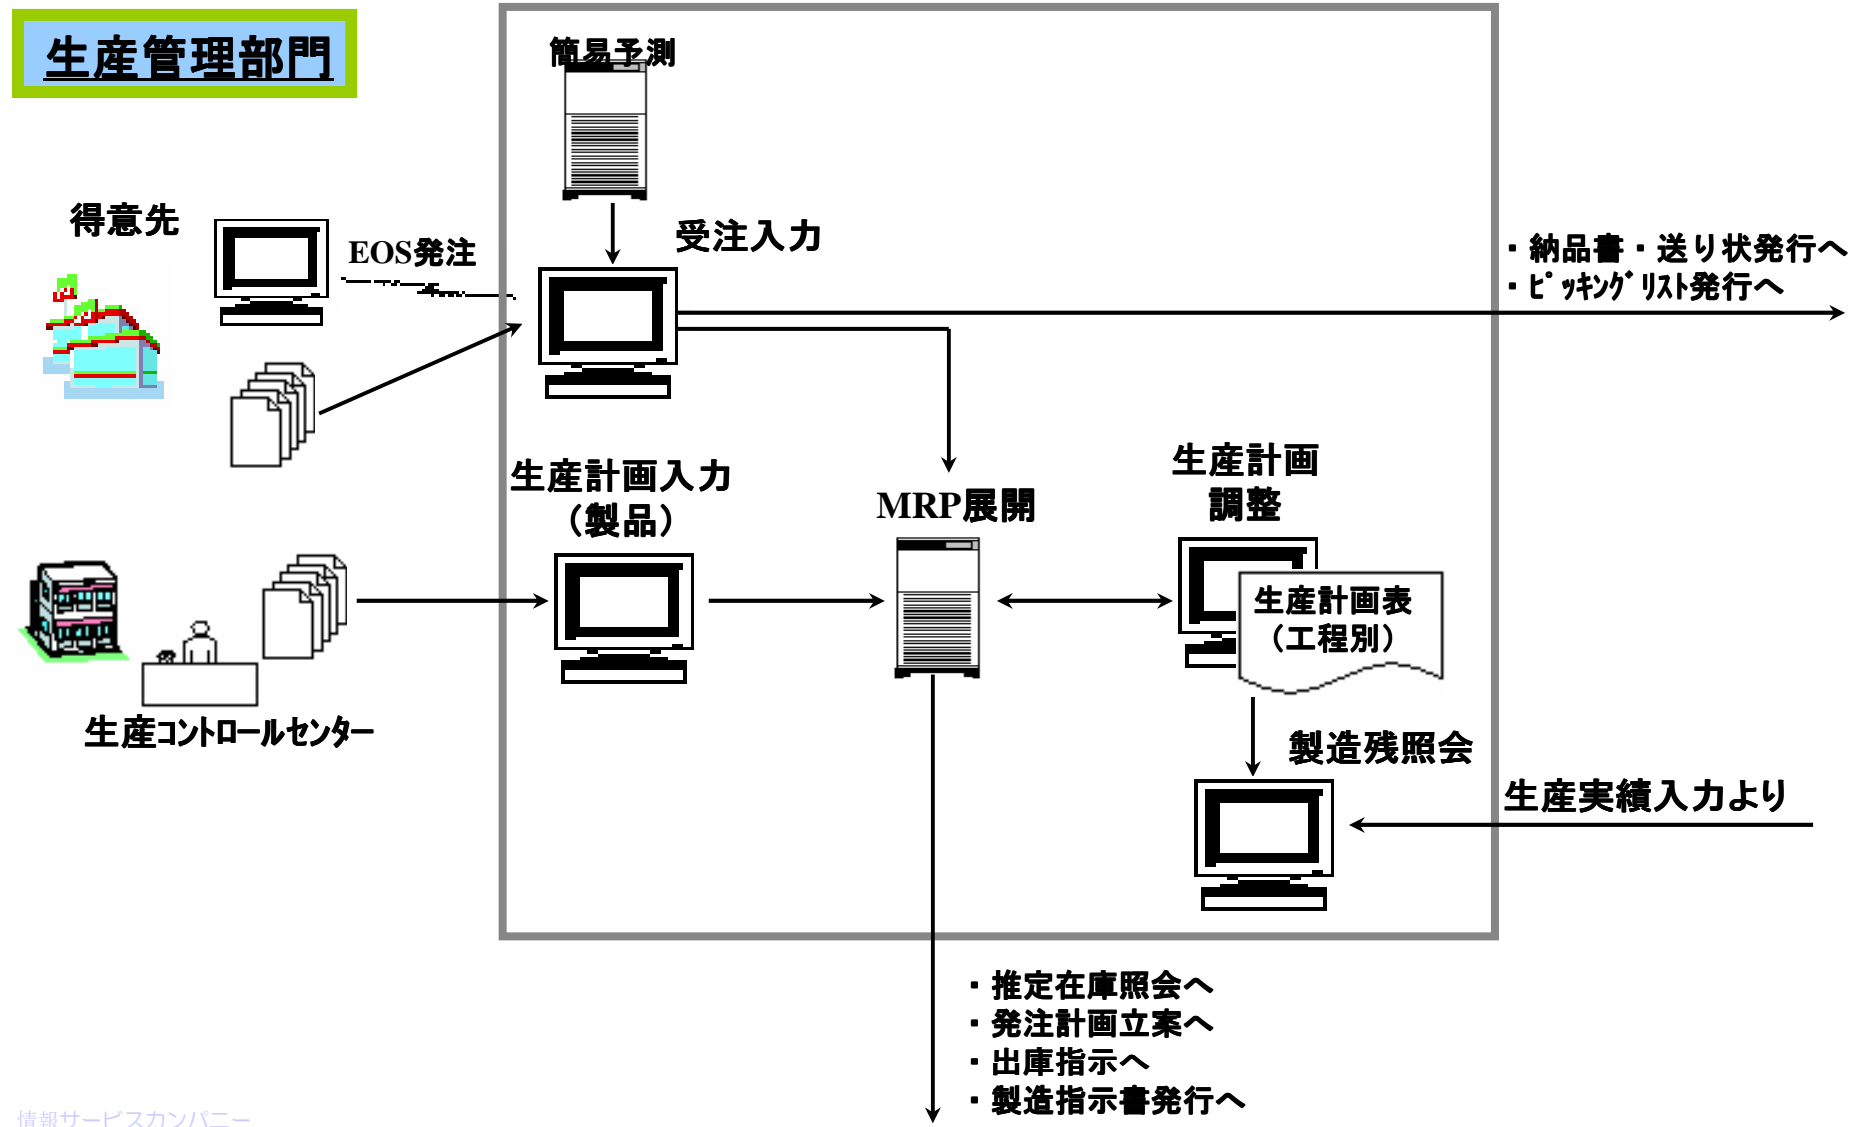 生産管理部門
簡易予測
得意先
EOS発注
受注入力
・納品書・送り状発行へ
・ﾋﾟｯｷﾝｸﾞﾘｽﾄ発行へ
生産計画入力
（製品）
MRP展開
生産計画
調整
生産計画表
（工程別）
生産ｺﾝﾄﾛｰﾙｾﾝﾀｰ
製造残照会
生産実績入力より
・推定在庫照会へ
・発注計画立案へ
・出庫指示へ
・製造指示書発行へ
情報サービスカンパニー